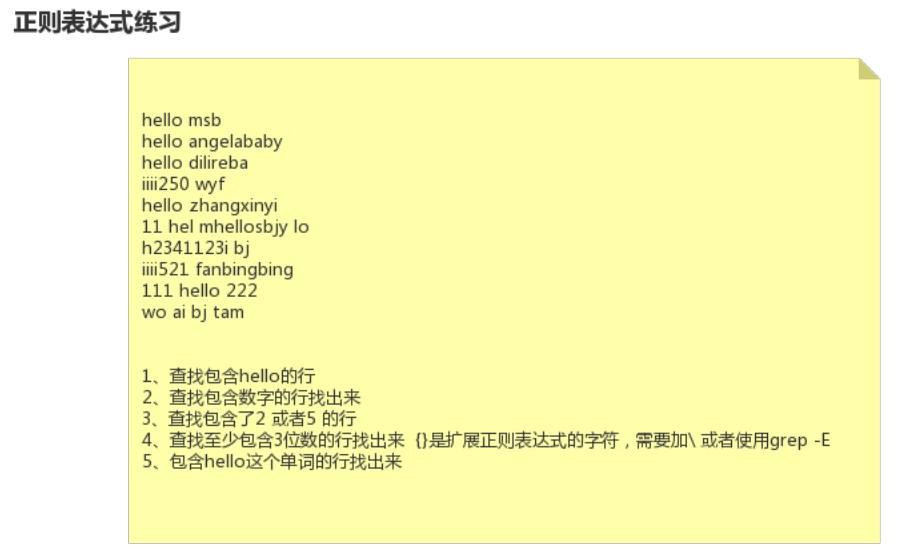 正则表达式练习
hello msb
hello angelababy
hello dilireba
iiii250 wyf
hello zhangxinyi
11 hel mhellosbjy lo
h2341123i bj
iiii521 fanbingbing
111 hello 222
wo ai bj tam
1、查找包含hello的行
2、查找包含数字的行找出来
3、查找包含了2 或者5 的行
4、查找至少包含3位数的行找出来  {}是扩展正则表达式的字符，需要加\ 或者使用grep -E
5、包含hello这个单词的行找出来